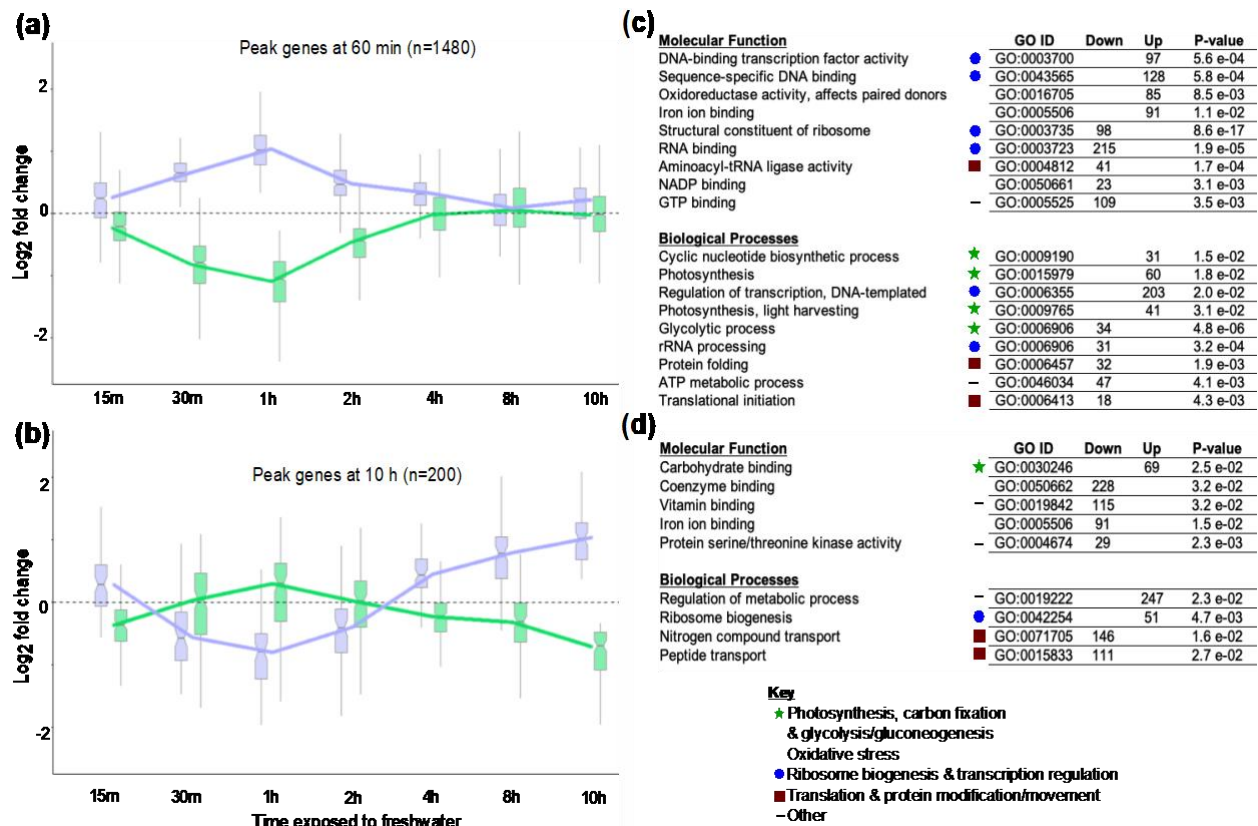 (a)
Peak genes at 60 min (n=1480)
Log2 fold change
2
0
-2
15m 30m 1h 2h 4h 8h 10h
(b)
Peak genes at 10 h (n=200)
Log2 fold change
2
0
-2
15m 30m 1h 2h 4h 8h 10h
Time exposed to freshwater
(c)
Molecular Function GO ID Down Up P-value
DNA-binding transcription factor activity GO:0003700 97 5.6 e-04
Sequence-specific DNA binding GO:0043565 128 5.8 e-04
Oxidoreductase activity, affects paired donors GO:0016705 85 8.5 e-03
Iron ion binding GO:0005506 91 1.1 e-02
Structural constituent of ribosome GO:0003735 98 8.6 e-17
RNA binding GO:0003723 215 1.9 e-05
Aminoacyl-tRNA ligase activity GO:0004812 41 1.7 e-04
NADP binding GO:0050661 23 3.1 e-03
GTP binding – GO:0005525 109 3.5 e-03
Biological Processes
Cyclic nucleotide biosynthetic process GO:0009190 31 1.5 e-02
Photosynthesis GO:0015979 60 1.8 e-02
Regulation of transcription, DNA-templated GO:0006355 203 2.0 e-02
Photosynthesis, light harvesting GO:0009765 41 3.1 e-02
Glycolytic process GO:0006906 34 4.8 e-06
rRNA processing GO:0006906 31 3.2 e-04
Protein folding GO:0006457 32 1.9 e-03
ATP metabolic process – GO:0046034 47 4.1 e-03
Translational initiation GO:0006413 18 4.3 e-03
(d)
Molecular Function GO ID Down Up P-value
Carbohydrate binding GO:0030246 69 2.5 e-02
Coenzyme binding GO:0050662 228 3.2 e-02
Vitamin binding – GO:0019842 115 3.2 e-02
Iron ion binding GO:0005506 91 1.5 e-02
Protein serine/threonine kinase activity – GO:0004674 29 2.3 e-03
Biological Processes
Regulation of metabolic process – GO:0019222 247 2.3 e-02
Ribosome biogenesis GO:0042254 51 4.7 e-03
Nitrogen compound transport GO:0071705 146 1.6 e-02
Peptide transport GO:0015833 111 2.7 e-02
Key
Photosynthesis, carbon fixation
& glycolysis/gluconeogenesis
Oxidative stress
Ribosome biogenesis & transcription regulation
Translation & protein modification/movement
– Other